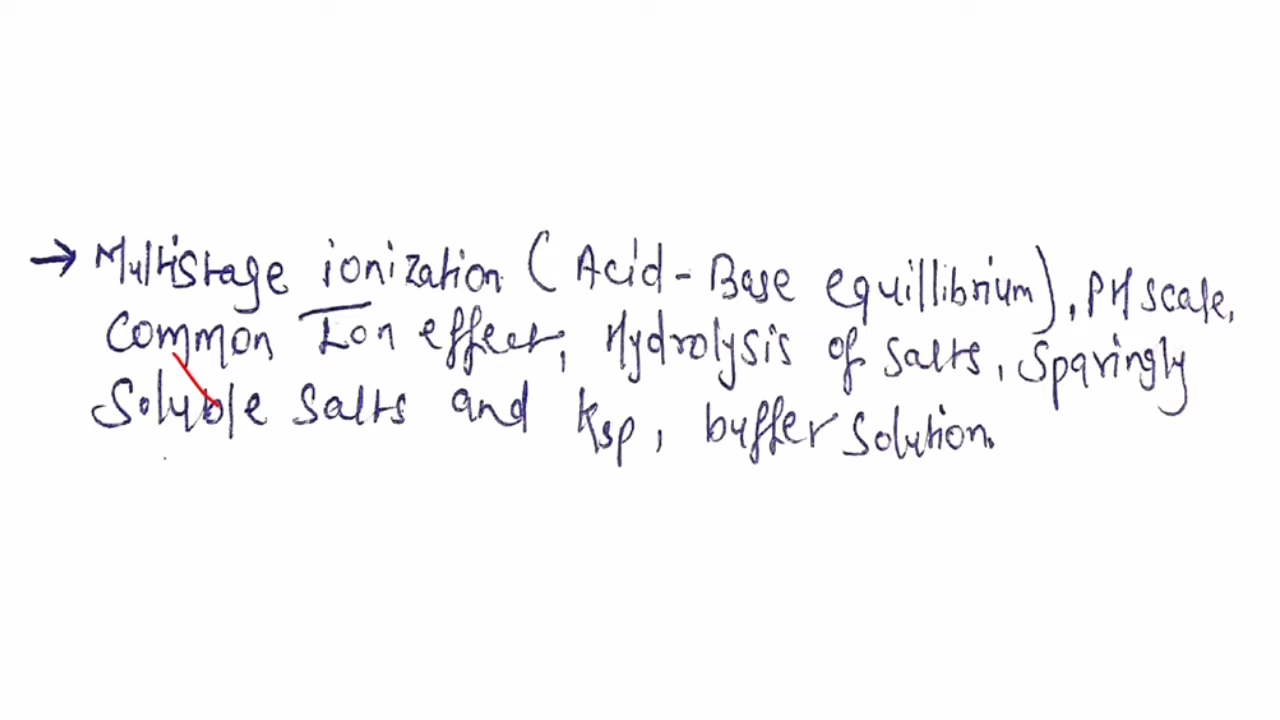 → Multistage ionization (Acid-Base equillibrium), PH scale,
Common Ion effect, Hydrolysis of salts, Sparingly
Soluble salts and Ksp, buffer solution.